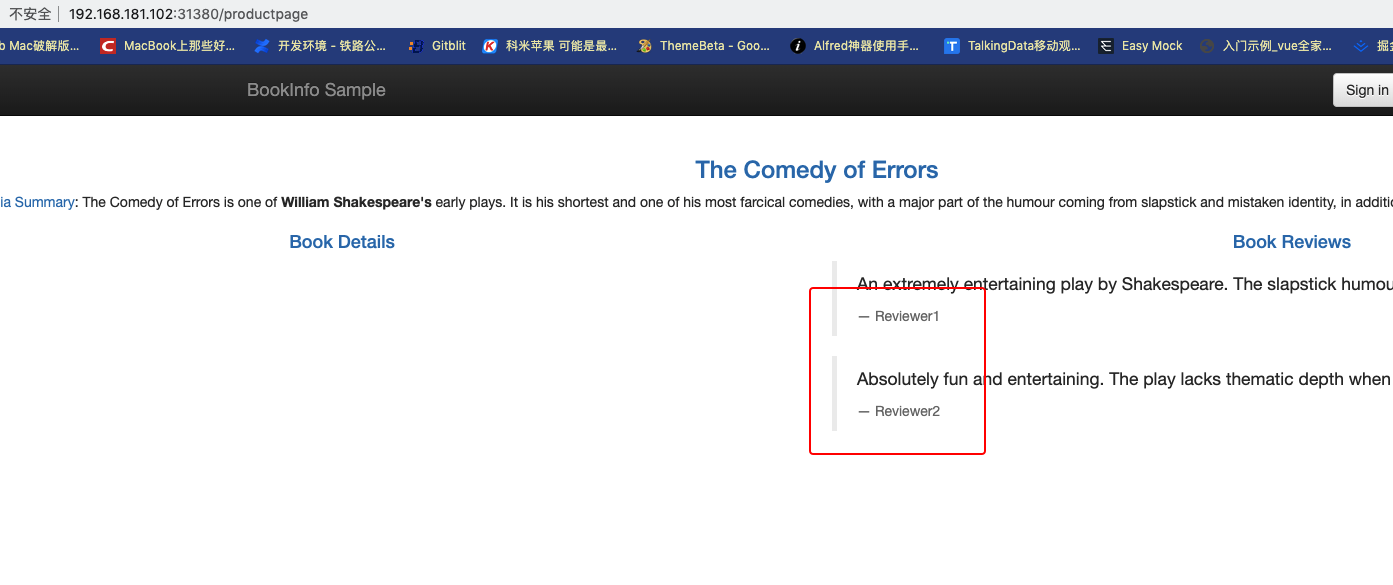 不安全 192.168.181.102:31380/productpage
b Mac破解版... MacBook上那些好... 开发环境 - 铁路公... Gitblit 科米苹果 可能是最... ThemeBeta - Goo... Alfred神器使用手... TalkingData移动观... Easy Mock 入门示例_vue全家... 掘金
BookInfo Sample Sign in
The Comedy of Errors
ia Summary: The Comedy of Errors is one of William Shakespeare's early plays. It is his shortest and one of his most farcical comedies, with a major part of the humour coming from slapstick and mistaken identity, in additio
Book Details Book Reviews
An extremely entertaining play by Shakespeare. The slapstick humou
— Reviewer1
Absolutely fun and entertaining. The play lacks thematic depth when
— Reviewer2